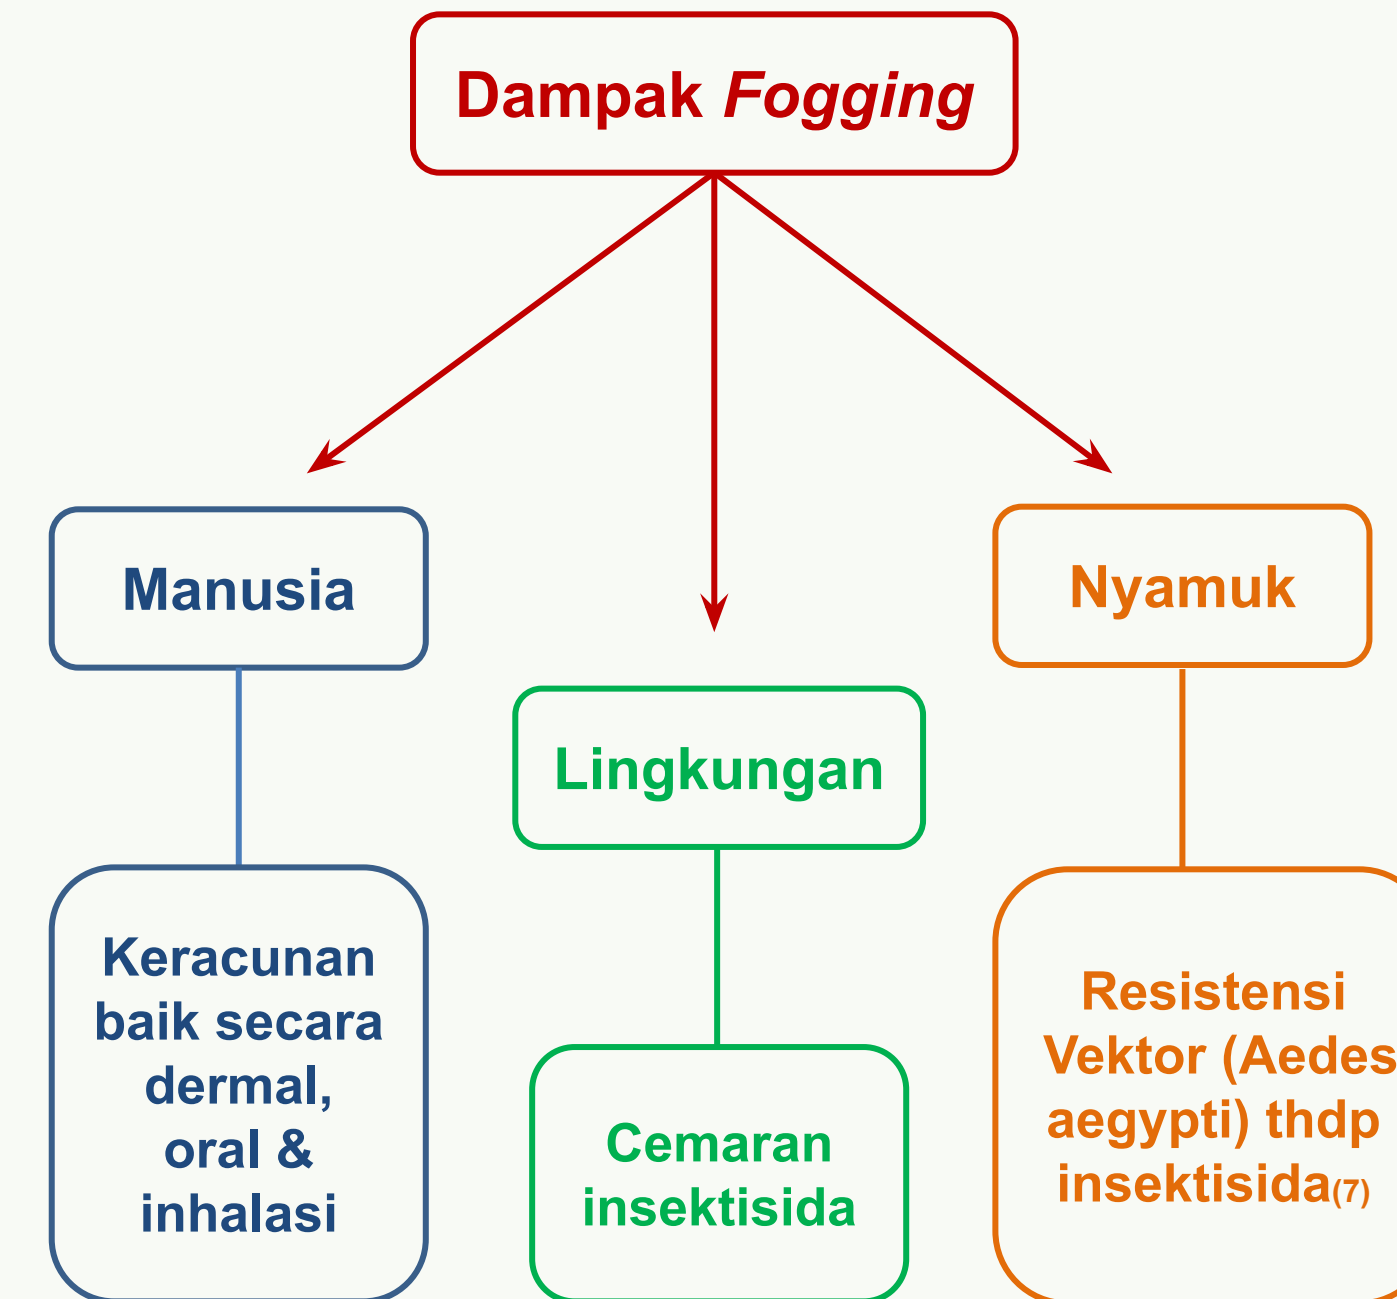 Dampak Fogging
Manusia
Keracunan
baik secara
dermal,
oral &
inhalasi
Lingkungan
Cemaran
insektisida
Nyamuk
Resistensi
Vektor (Aedes
aegypti) thdp
insektisida(7)